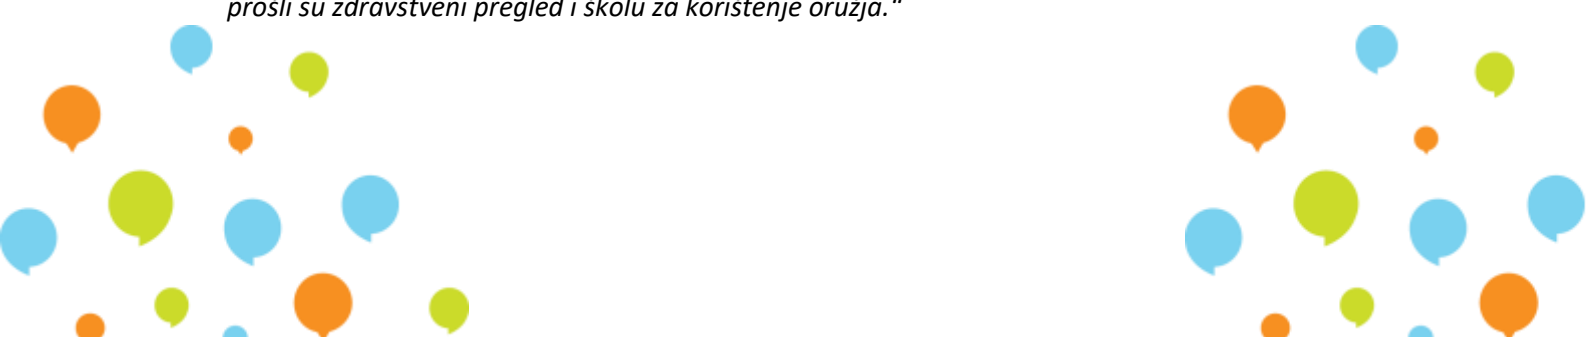 prošli su zdravstveni pregled i školu za korištenje oružja.“